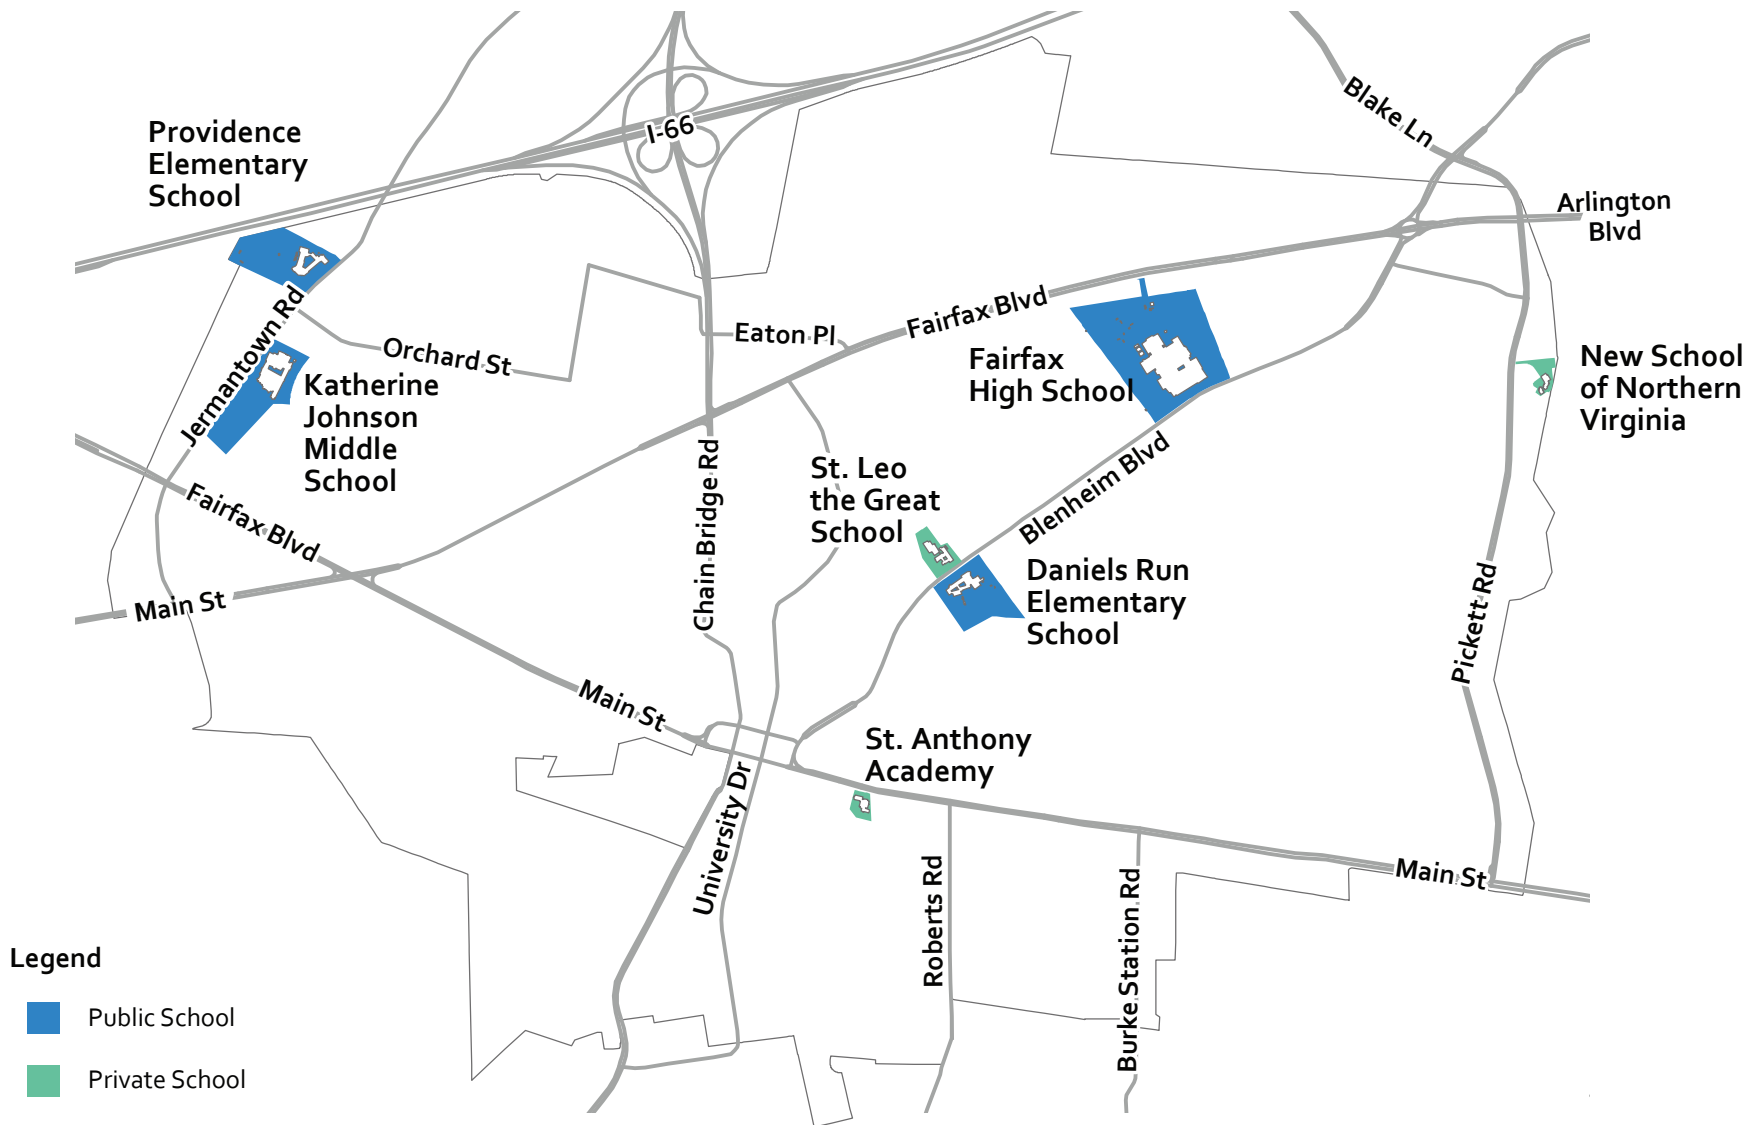 Providence
Elementary
School
I-66
Blake Ln
Arlington
Blvd
Jermantown Rd
Orchard St
Eaton Pl
Fairfax Blvd
Fairfax
High School
New School
of Northern
Virginia
Katherine
Johnson
Middle
School
Fairfax Blvd
Chain Bridge Rd
St. Leo
the Great
School
Blenheim Blvd
Daniels Run
Elementary
School
Pickett Rd
Main St
Main St
St. Anthony
Academy
University Dr
Main St
Roberts Rd
Burke Station Rd
Legend
Public School
Private School